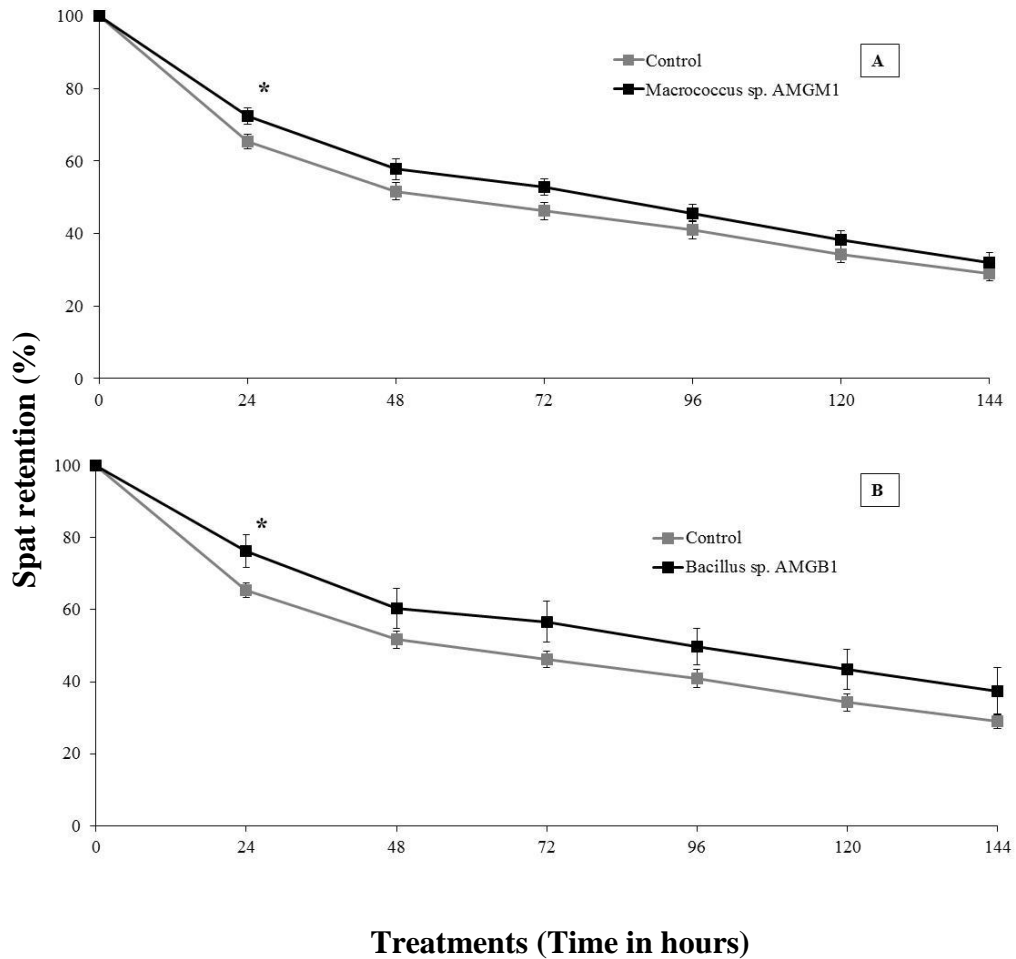 100
80
60
40
20
0
*
Control
Macrococcus sp. AMGM1
A
0 24 48 72 96 120 144
Spat retention (%)
100
80
60
40
20
0
*
Control
Bacillus sp. AMGB1
B
0 24 48 72 96 120 144
Treatments (Time in hours)